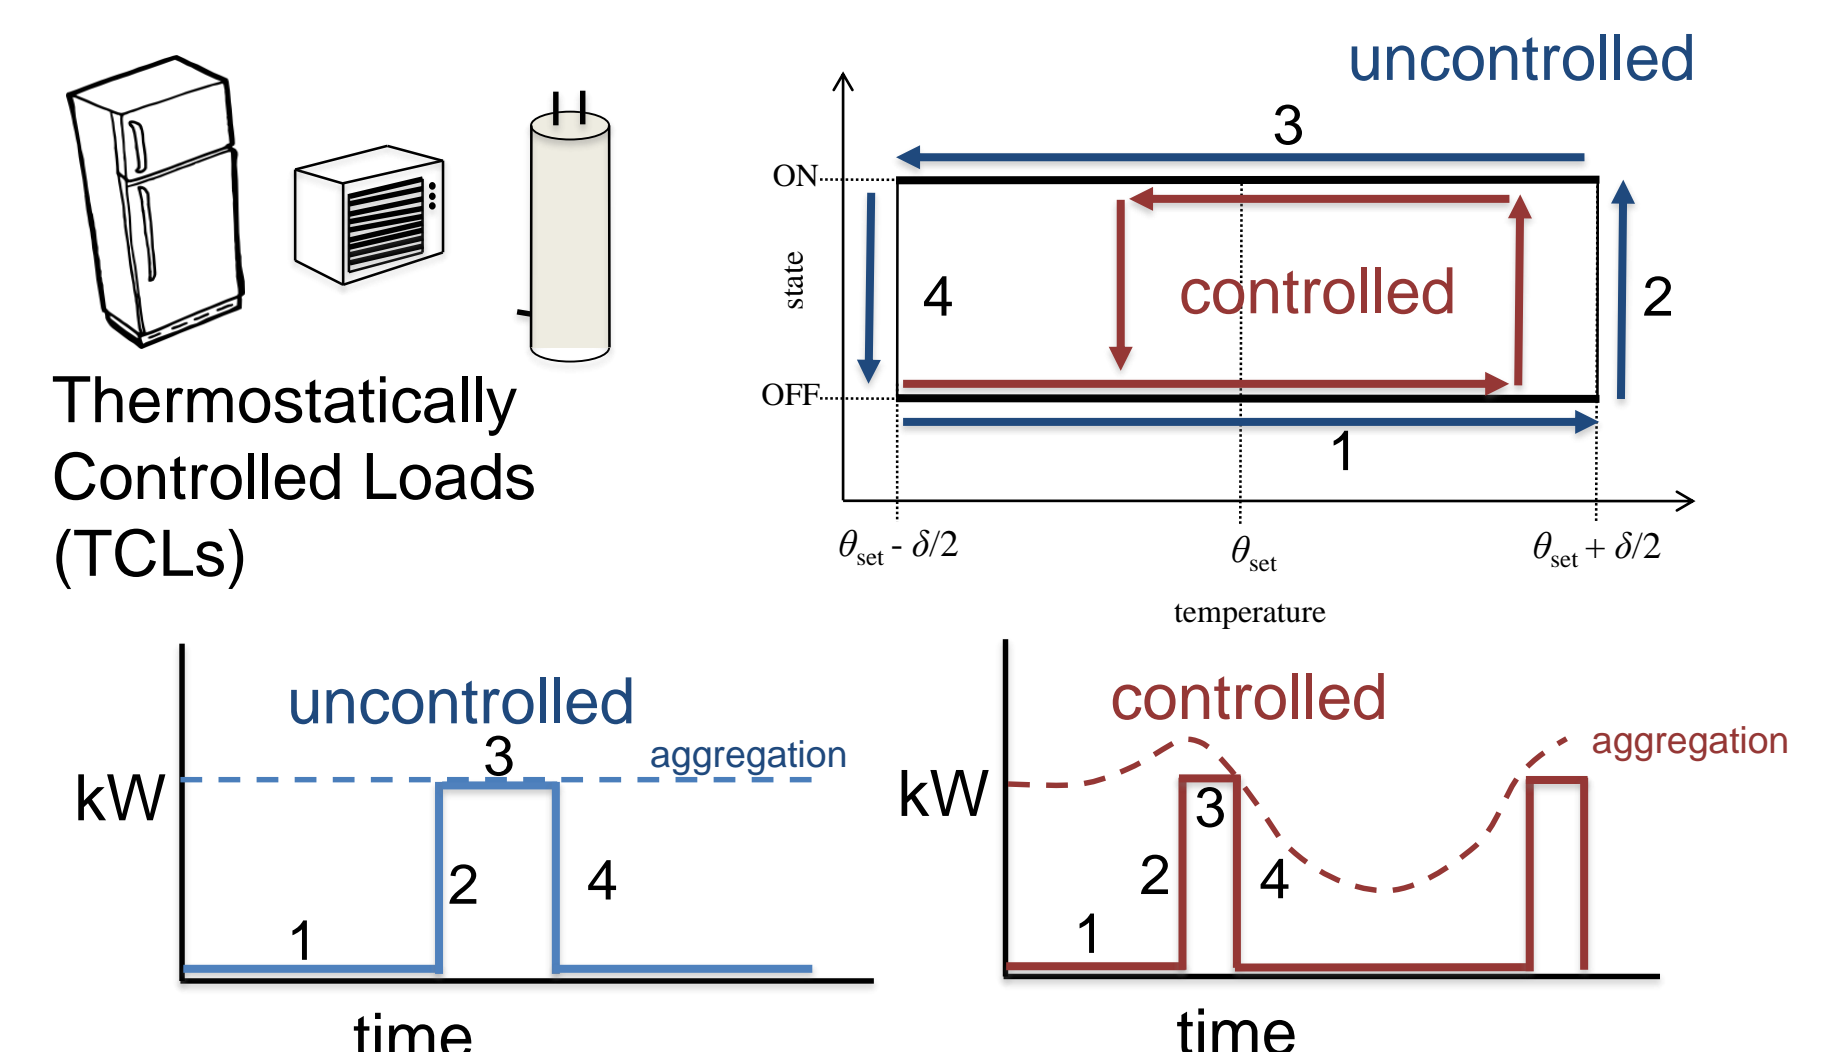 Thermostatically
Controlled Loads
(TCLs)
uncontrolled
3
ON
state
4
controlled
2
OFF
1
θset - δ/2
θset
θset + δ/2
temperature
uncontrolled
3
aggregation
kW
2
4
1
time
controlled
aggregation
kW
3
2
4
1
time